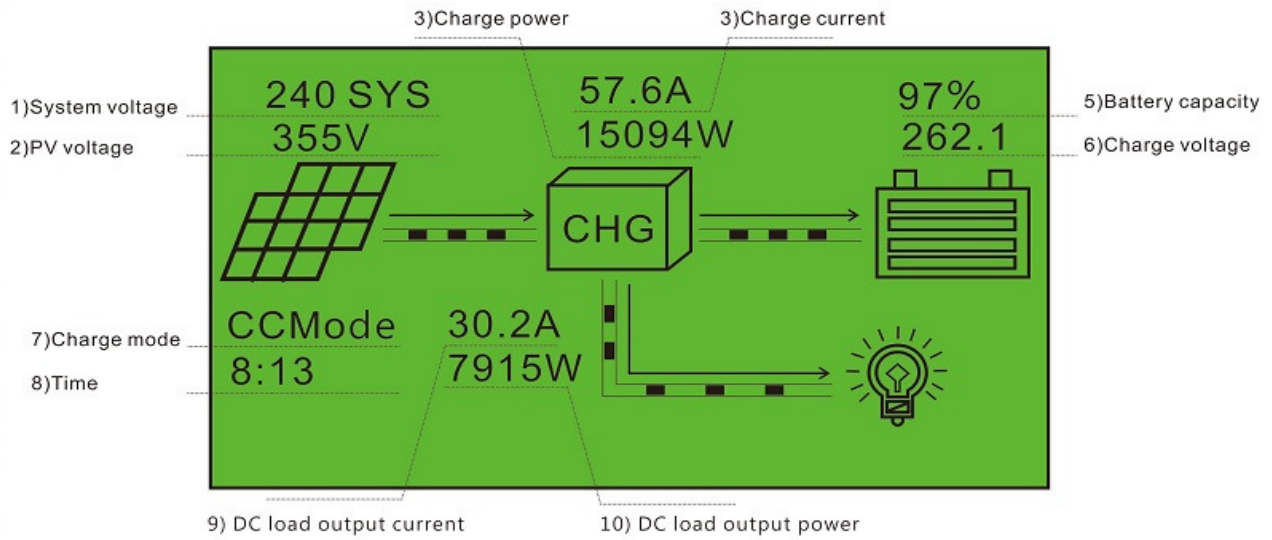 3)Charge power
3)Charge current
1)System voltage
240 SYS
57.6A
97%
5)Battery capacity
2)PV voltage
355V
15094W
262.1
6)Charge voltage
CHG
7)Charge mode
CCMode
30.2A
8)Time
8:13
7915W
9) DC load output current
10) DC load output power